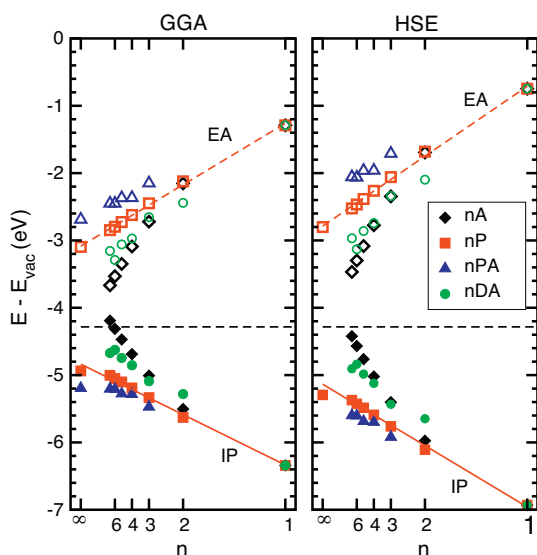 GGA HSE
0
-1
EA EA
-2
E - E_vac (eV)
-3
nA
nP
nPA
nDA
-4
-5
-6
IP IP
-7
∞ 6 4 3 2 1 ∞ 6 4 3 2 1
n n